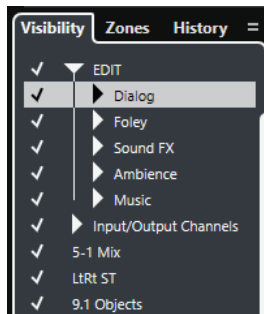 Visibility Zones History
EDIT
Dialog
Foley
Sound FX
Ambience
Music
Input/Output Channels
5-1 Mix
LtRt ST
9.1 Objects